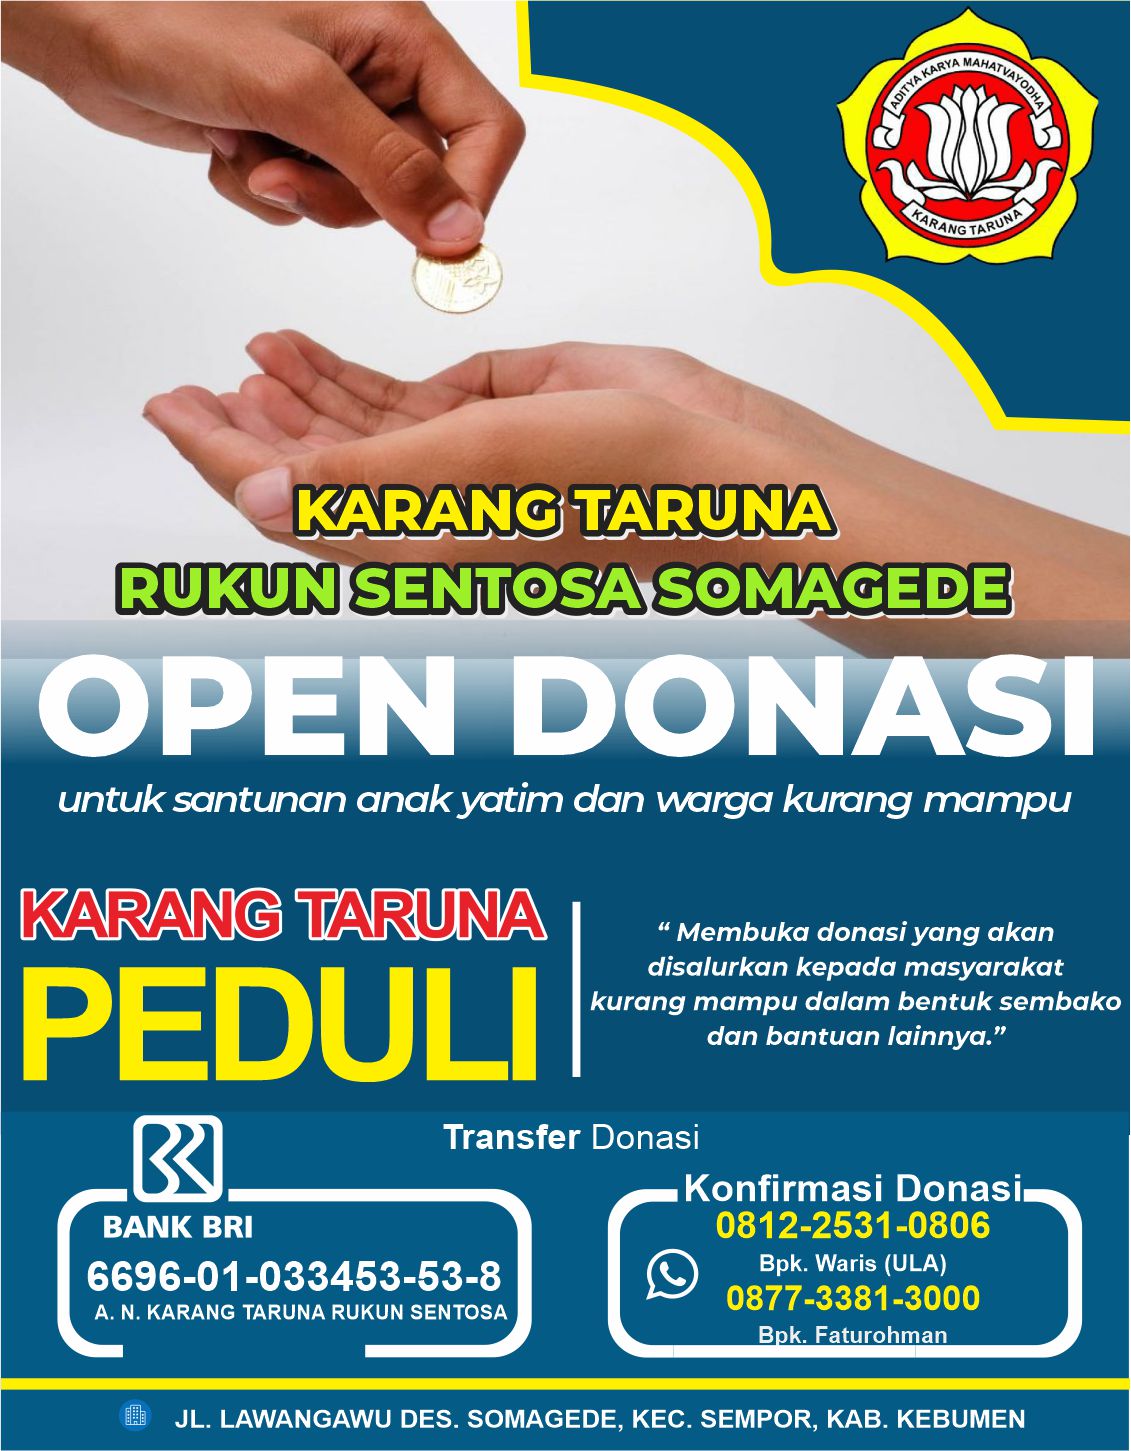 ADITYA KARYA MAHATVAYODHA
KARANG TARUNA
KARANG TARUNA
RUKUN SENTOSA SOMAGEDE
OPEN DONASI
untuk santunan anak yatim dan warga kurang mampu
KARANG TARUNA
PEDULI
“ Membuka donasi yang akan
disalurkan kepada masyarakat
kurang mampu dalam bentuk sembako
dan bantuan lainnya.”
Transfer Donasi
BANK BRI
6696-01-033453-53-8
A. N. KARANG TARUNA RUKUN SENTOSA
Konfirmasi Donasi
0812-2531-0806
Bpk. Waris (ULA)
0877-3381-3000
Bpk. Faturohman
JL. LAWANGAWU DES. SOMAGEDE, KEC. SEMPOR, KAB. KEBUMEN